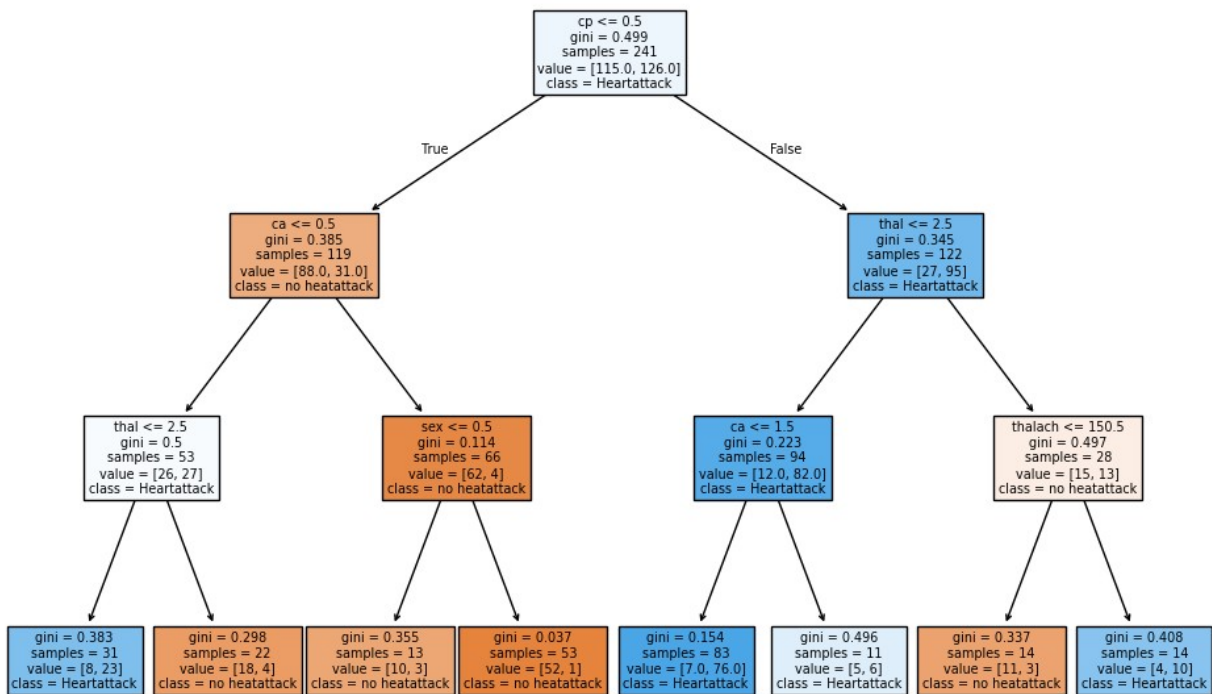 cp <= 0.5
gini = 0.499
samples = 241
value = [115.0, 126.0]
class = Heartattack
True
False
ca <= 0.5
gini = 0.385
samples = 119
value = [88.0, 31.0]
class = no heatattack
thal <= 2.5
gini = 0.345
samples = 122
value = [27, 95]
class = Heartattack
thal <= 2.5
gini = 0.5
samples = 53
value = [26, 27]
class = Heartattack
sex <= 0.5
gini = 0.114
samples = 66
value = [62, 4]
class = no heatattack
ca <= 1.5
gini = 0.223
samples = 94
value = [12.0, 82.0]
class = Heartattack
thalach <= 150.5
gini = 0.497
samples = 28
value = [15, 13]
class = no heatattack
gini = 0.383
samples = 31
value = [8, 23]
class = Heartattack
gini = 0.298
samples = 22
value = [18, 4]
class = no heatattack
gini = 0.355
samples = 13
value = [10, 3]
class = no heatattack
gini = 0.037
samples = 53
value = [52, 1]
class = no heatattack
gini = 0.154
samples = 83
value = [7.0, 76.0]
class = Heartattack
gini = 0.496
samples = 11
value = [5, 6]
class = Heartattack
gini = 0.337
samples = 14
value = [11, 3]
class = no heatattack
gini = 0.408
samples = 14
value = [4, 10]
class = Heartattack